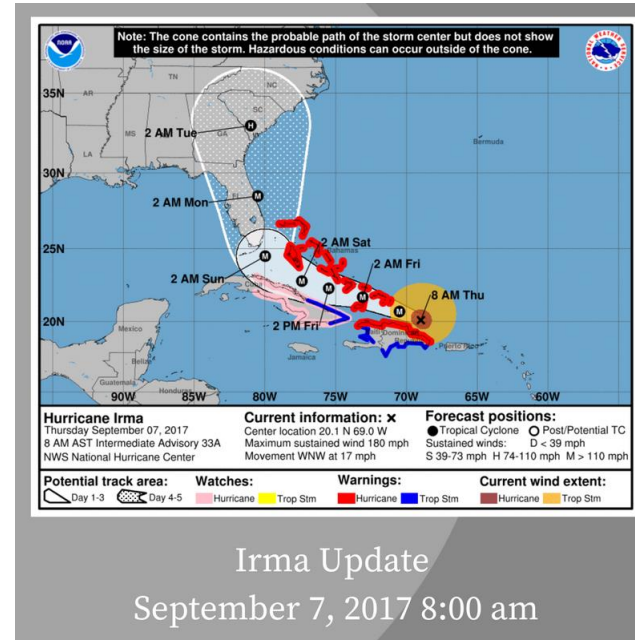 Note: The cone contains the probable path of the storm center but does not show
the size of the storm. Hazardous conditions can occur outside of the cone.
NOAA
NATIONAL WEATHER SERVICE
35N
30N
25N
20N
AR
TN
NC
SC
MS
GA
LA
FL
2 AM Tue
Bermuda
2 AM Mon
2 AM Sat
Bahamas
2 AM Fri
2 AM Sun
8 AM Thu
Cuba
2 PM Fri
Mexico
Dominican
Puerto Rico
Jamaica
Belize
Guatemala
Honduras
90W
85W
80W
75W
70W
65W
60W
Hurricane Irma
Thursday September 07, 2017
8 AM AST Intermediate Advisory 33A
NWS National Hurricane Center
Current information: x
Center location 20.1 N 69.0 W
Maximum sustained wind 180 mph
Movement WNW at 17 mph
Forecast positions:
Tropical Cyclone Post/Potential TC
Sustained winds: D < 39 mph
S 39-73 mph H 74-110 mph M > 110 mph
Potential track area:
Day 1-3 Day 4-5
Watches:
Hurricane Trop Stm
Warnings:
Hurricane Trop Stm
Current wind extent:
Hurricane Trop Stm
Irma Update
September 7, 2017 8:00 am